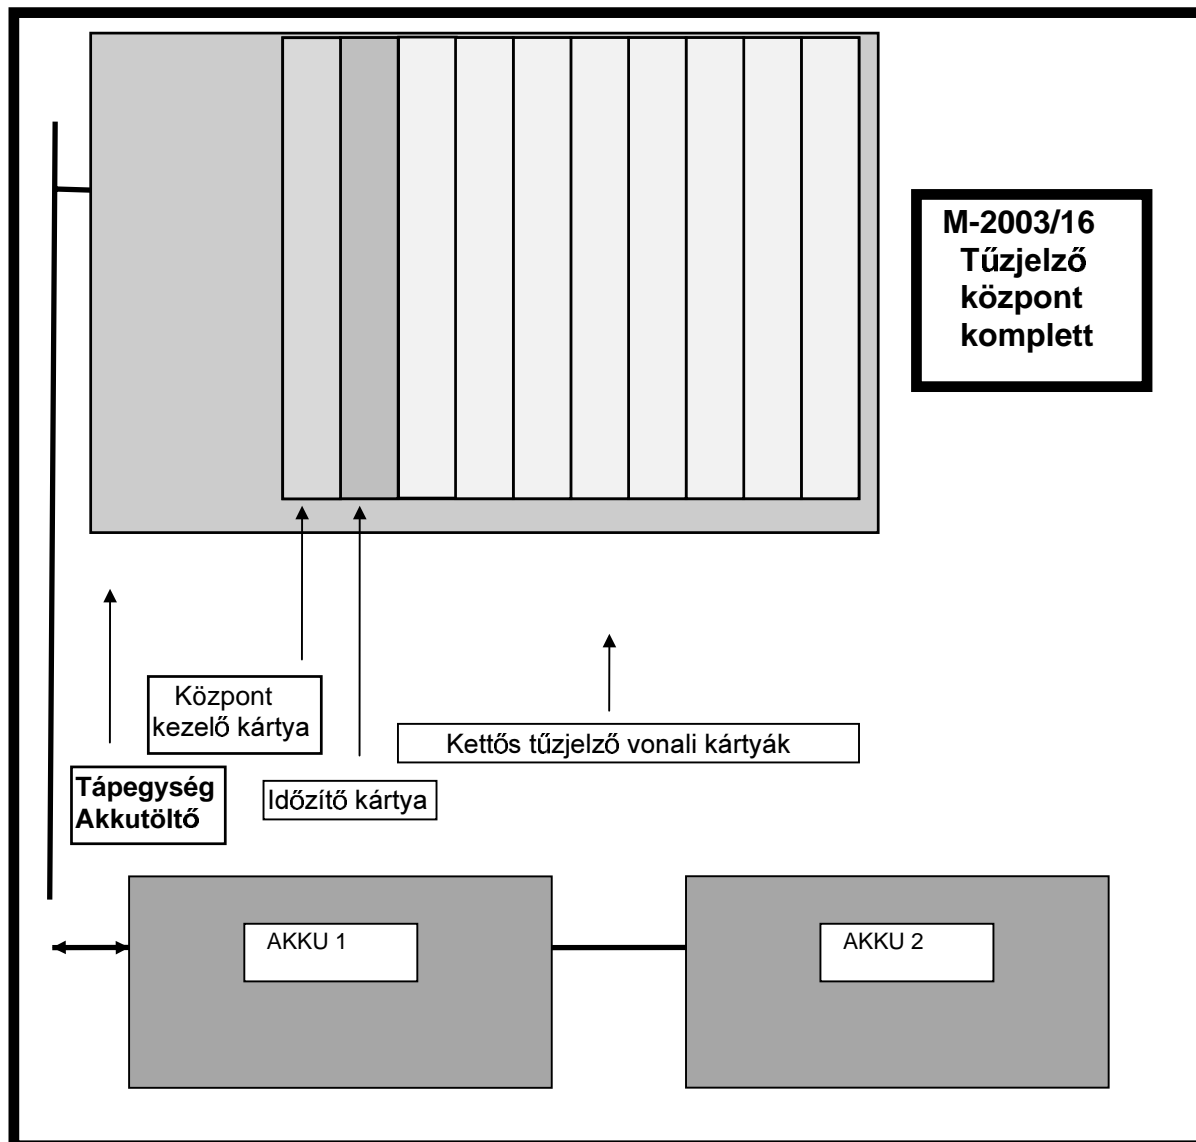 M-2003/16
Tűzjelző
központ
komplett
Központ
kezelő kártya
Kettős tűzjelző vonali kártyák
Tápegység
Akkutöltő
Időzítő kártya
AKKU 1
AKKU 2